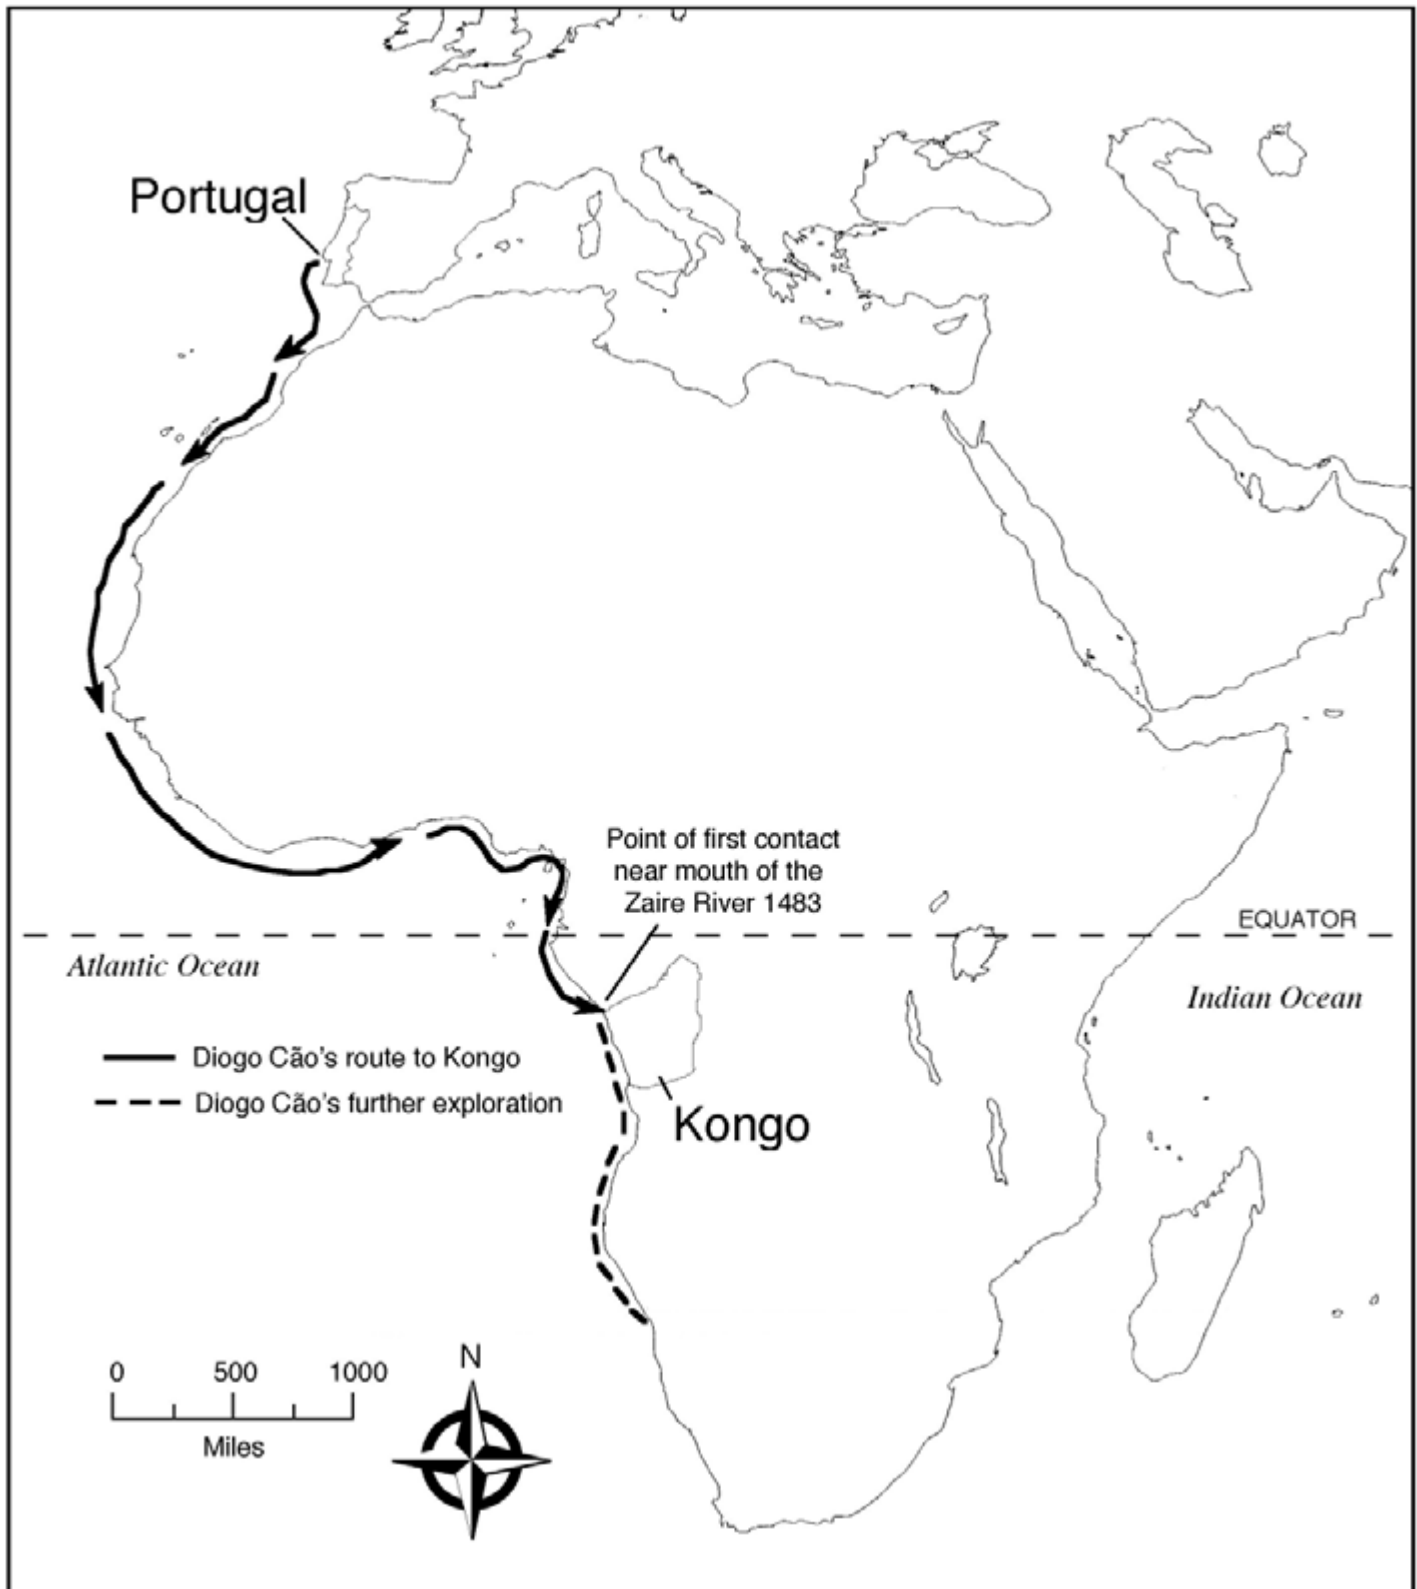 Portugal
Point of first contact
near mouth of the
Zaire River 1483
EQUATOR
Atlantic Ocean
Indian Ocean
Diogo Cão's route to Kongo
Diogo Cão's further exploration
Kongo
0 500 1000
Miles
N